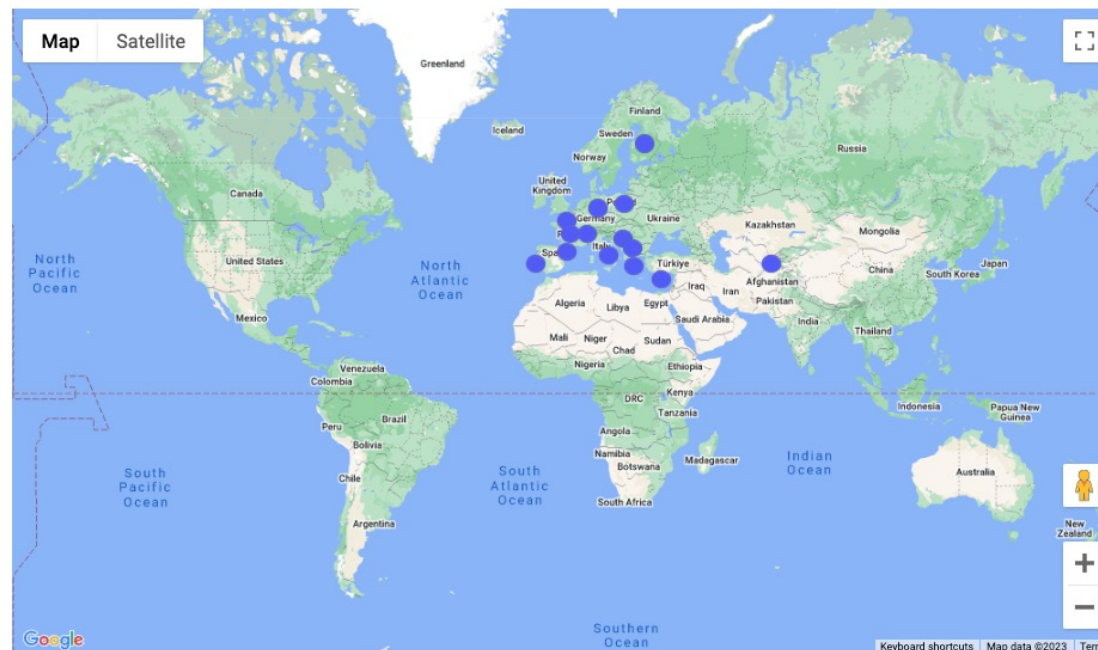 Map
Satellite
Greenland
Iceland
Finland
Sweden
Norway
Russia
United
Kingdom
Canada
Germany
Ukraine
Kazakhstan
Mongolia
United States
Italy
Türkiye
China
Japan
South Korea
Afghanistan
Iraq
Iran
Pakistan
North
Pacific
Ocean
North
Atlantic
Ocean
Algeria
Libya
Egypt
Saudi Arabia
India
Thailand
Mexico
Mali
Niger
Sudan
Chad
Nigeria
Ethiopia
Venezuela
Colombia
DRC
Kenya
Tanzania
Indonesia
Papua New
Guinea
Peru
Brazil
Bolivia
Angola
Namibia
Botswana
Madagascar
Indian
Ocean
South
Pacific
Ocean
South
Atlantic
Ocean
Chile
South Africa
Australia
Argentina
New
Zealand
Southern
Ocean
Google
Keyboard shortcuts
Map data ©2023